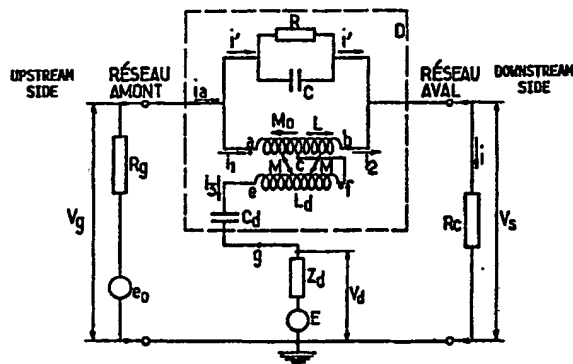 R
D
i'
i'
UPSTREAM
SIDE
RÉSEAU
AMONT
ia
C
RÉSEAU
AVAL
DOWNSTREAM
SIDE
Mo
L
a
b
i1
M
c
M
i2
i
Rg
i3
e
f
Ld
Vg
Cd
Rc
Vs
g
Zd
Vd
eo
E